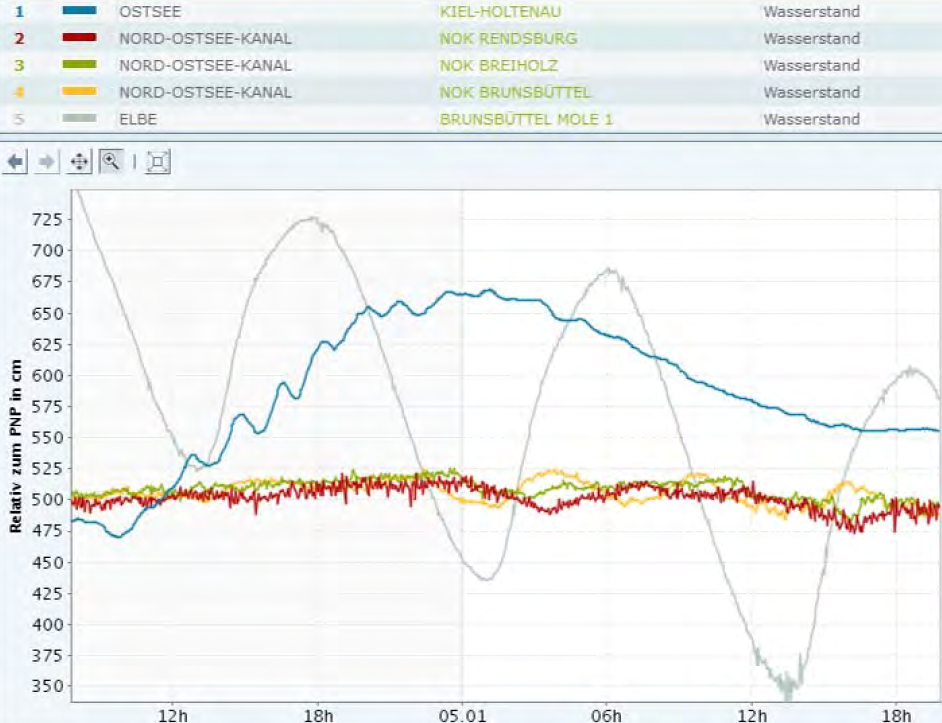 1 OSTSEE KIEL-HOLTENAU Wasserstand
2 NORD-OSTSEE-KANAL NOK RENDSBURG Wasserstand
3 NORD-OSTSEE-KANAL NOK BREIHOLZ Wasserstand
4 NORD-OSTSEE-KANAL NOK BRUNSBÜTTEL Wasserstand
5 ELBE BRUNSBÜTTEL MOLE 1 Wasserstand
Relativ zum PNP in cm
725
700
675
650
625
600
575
550
525
500
475
450
425
400
375
350
12h 18h 05.01 06h 12h 18h